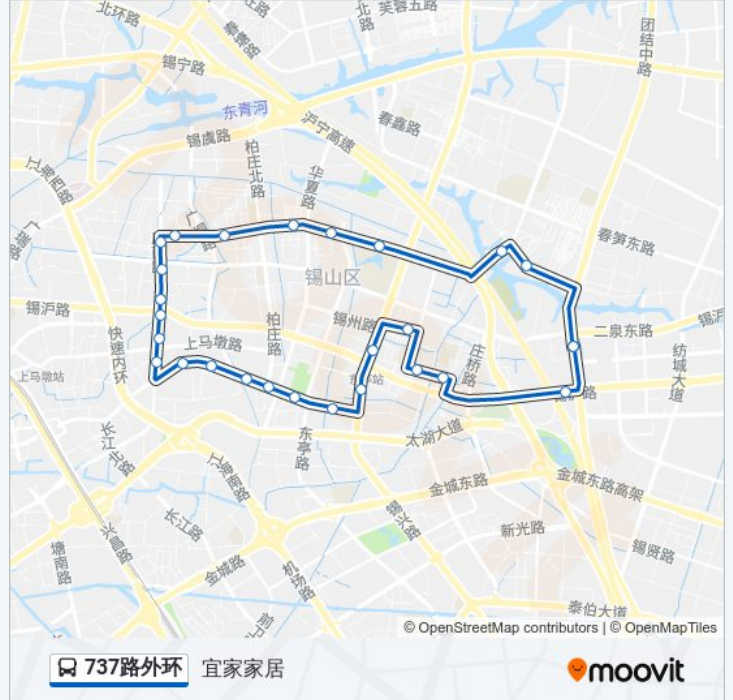 北环路
北路
芙蓉五路
团结中路
锡宁路
东青河
沪宁高速
春鑫路
锡虞路
柏庄北路
华夏路
江海西路
广瑞路
春笋东路
锡山区
锡沪路
柏庄路
锡州路
二泉东路
锡沪
快速内环
上马墩路
庄桥路
纺城大道
上马墩站
长江北路
东亭路
太湖大道
江海南路
金城东路
金城东路高架
锡兴路
长江路
兴昌路
新光路
塘南路
锡贤路
金城路
机场路
泰伯大道
© OpenStreetMap contributors | © OpenMapTiles
737路外环
宜家家居
moovit